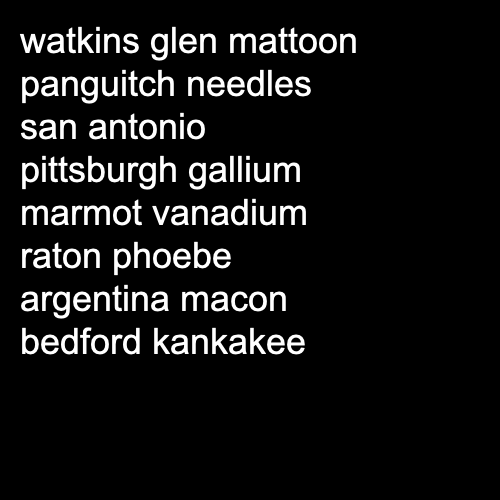 watkins glen mattoon
panguitch needles
san antonio
pittsburgh gallium
marmot vanadium
raton phoebe
argentina macon
bedford kankakee